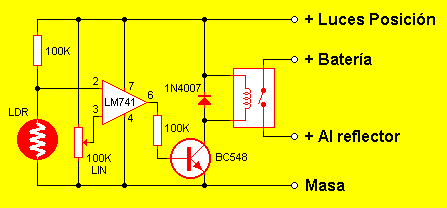 + Luces Posición
100K
+ Batería
1N4007
2
7
LM741
6
3
4
LDR
100K
LIN
100K
BC548
+ Al reflector
Masa